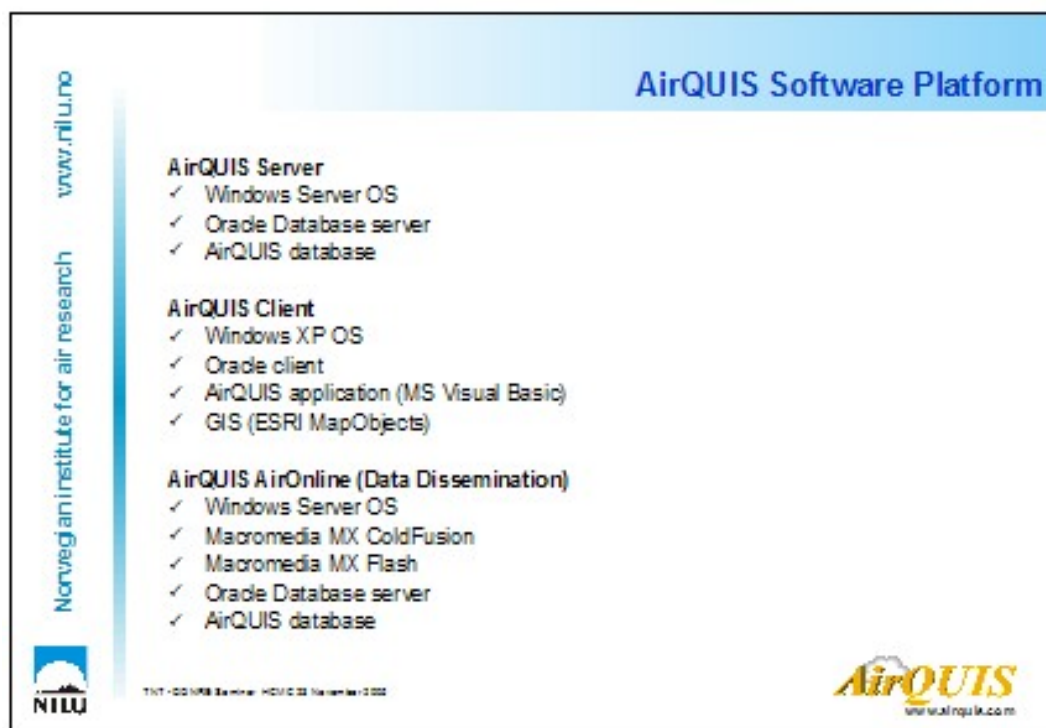 AirQUIS Software Platform
www.nilu.no
Norwegian institute for air research
AirQUIS Server
✓ Windows Server OS
✓ Oracle Database server
✓ AirQUIS database
AirQUIS Client
✓ Windows XP OS
✓ Oracle client
✓ AirQUIS application (MS Visual Basic)
✓ GIS (ESRI MapObjects)
AirQUIS AirOnline (Data Dissemination)
✓ Windows Server OS
✓ Macromedia MX ColdFusion
✓ Macromedia MX Flash
✓ Oracle Database server
✓ AirQUIS database
NILU
Seminar HCMC November
AirQUIS
www.airquis.com